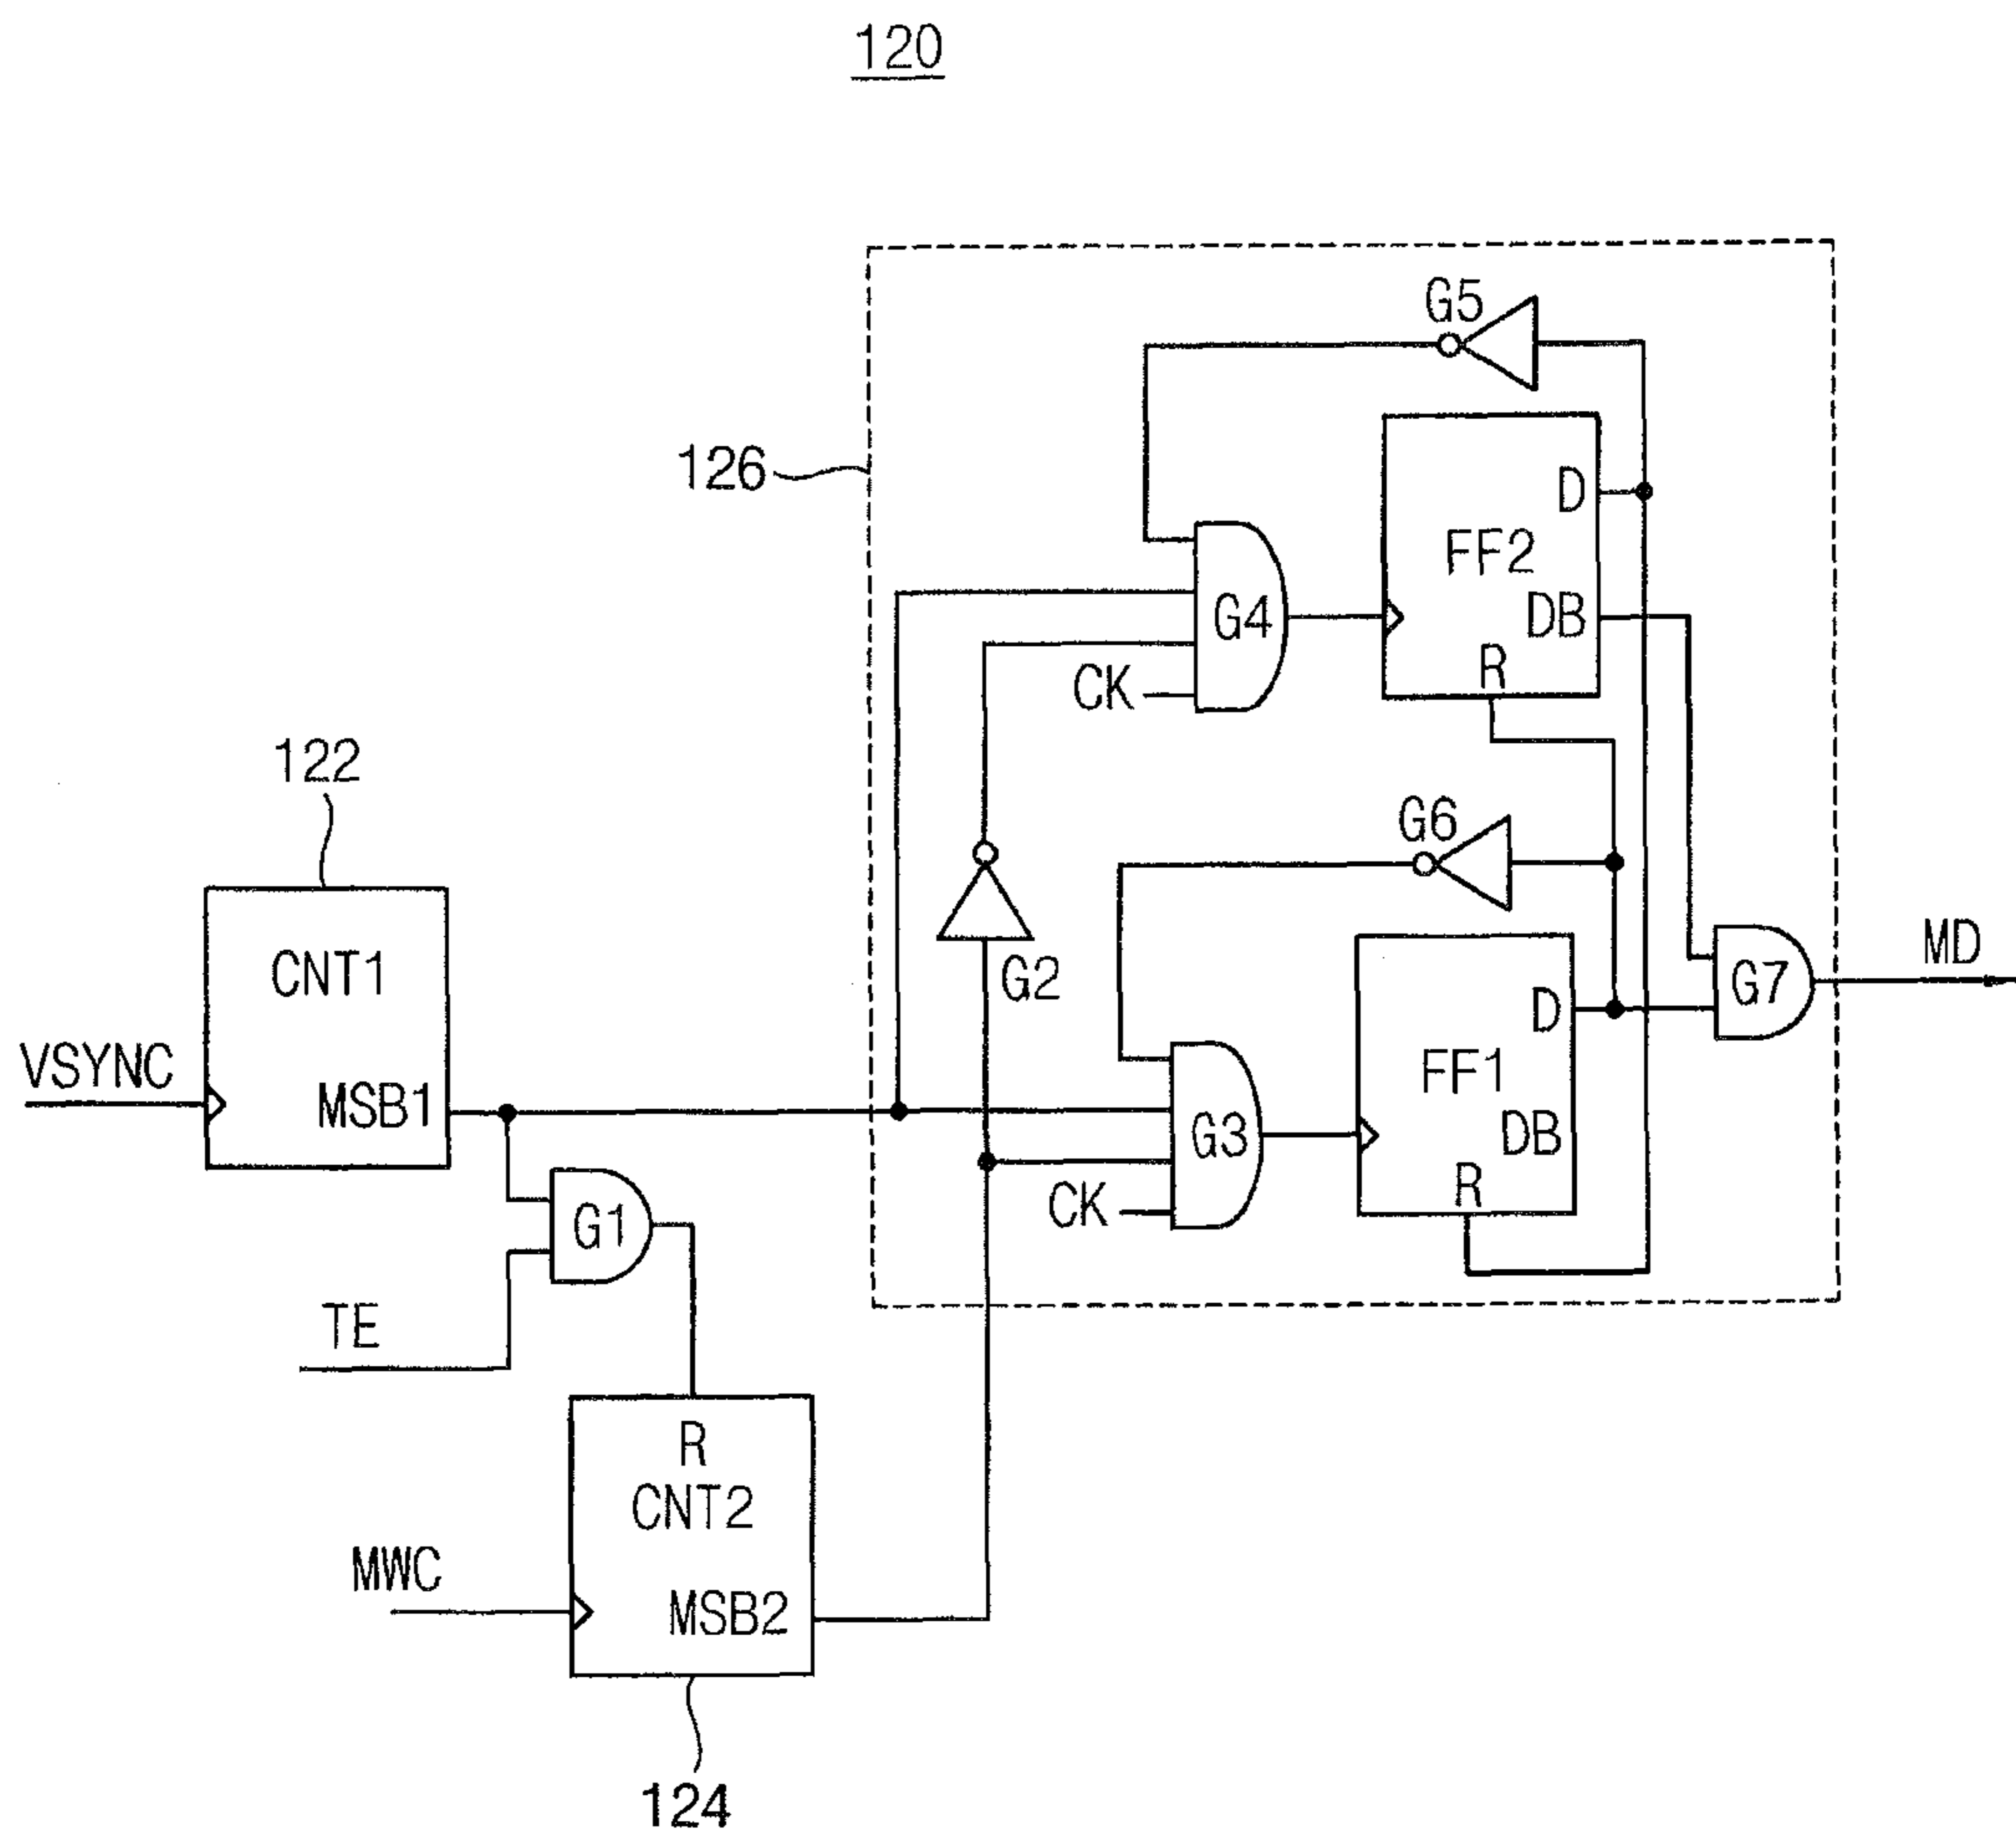 120
G5
126
D
FF2
G4
DB
CK
R
122
G6
CNT1
G2
MD
G7
D
VSYNC
MSB1
FF1
G3
DB
CK
R
G1
TE
R
CNT2
MWC
MSB2
124